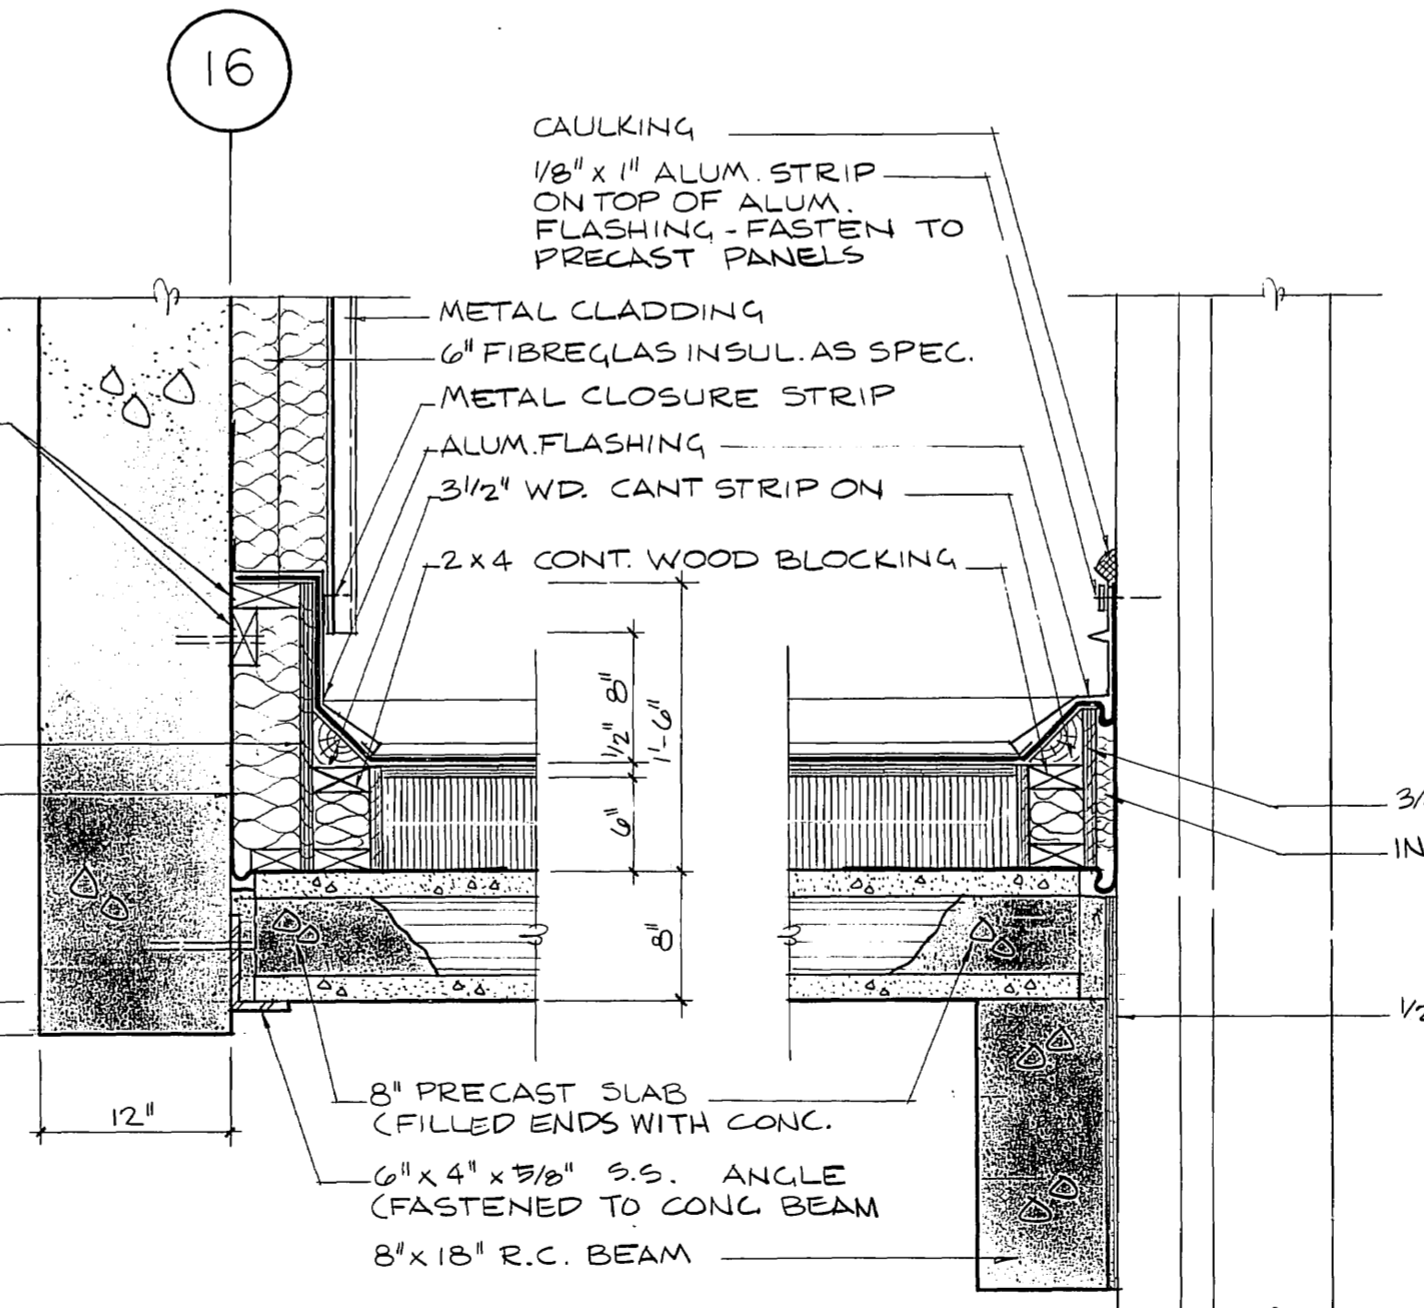 16
CAULKING
1/8" x 1" ALUM. STRIP
ON TOP OF ALUM.
FLASHING - FASTEN TO
PRECAST PANELS
METAL CLADDING
6" FIBREGLAS INSUL. AS SPEC.
METAL CLOSURE STRIP
ALUM. FLASHING
3 1/2" WD. CANT STRIP ON
2 x 4 CONT. WOOD BLOCKING
8"
1/2"
1'-6"
6"
8"
3/
IN
1/2
12"
8" PRECAST SLAB
(FILLED ENDS WITH CONC.
6" x 4" x 5/8" S.S. ANGLE
(FASTENED TO CONC BEAM
8" x 18" R.C. BEAM